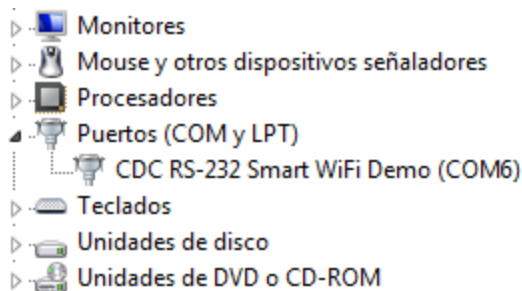 Monitores
Mouse y otros dispositivos señaladores
Procesadores
Puertos (COM y LPT)
CDC RS-232 Smart WiFi Demo (COM6)
Teclados
Unidades de disco
Unidades de DVD o CD-ROM